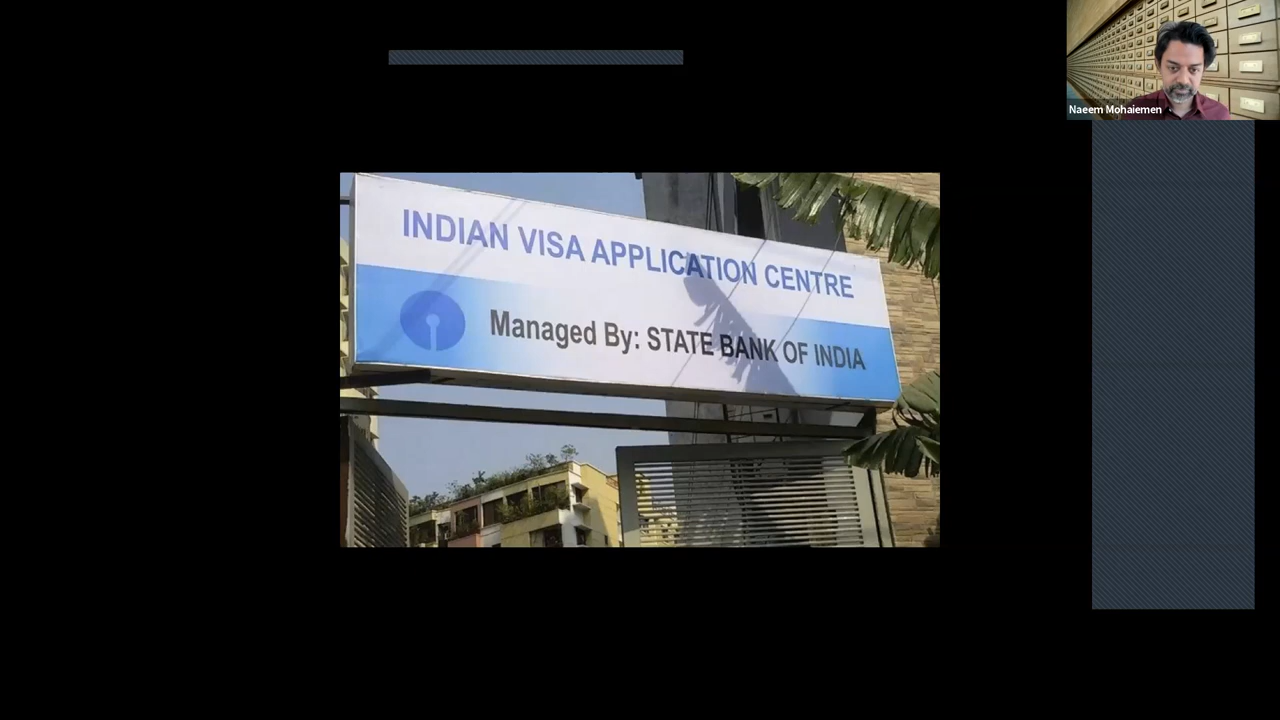 Naeem Mohaiemen
INDIAN VISA APPLICATION CENTRE
Managed By: STATE BANK OF INDIA